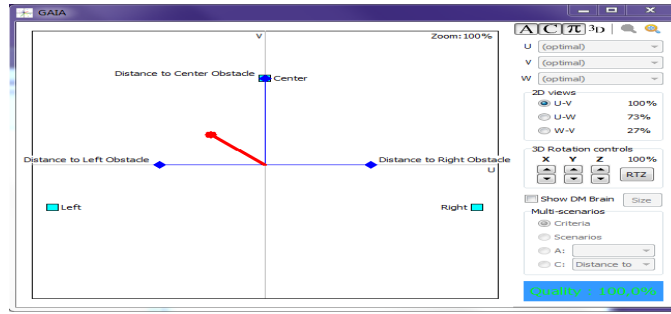 GAIA
A C π 3D
V Zoom:100%
U (optimal)
V (optimal)
W (optimal)
Distance to Center Obstacle
Center
2D views
U-V 100%
U-W 73%
W-V 27%
Distance to Left Obstacle
Distance to Right Obstacle
U
3D Rotation controls
X Y Z 100%
RTZ
Show DM Brain Size
Left
Right
Multi-scenarios
Criteria
Scenarios
A:
C: Distance to
Quality : 100,0%